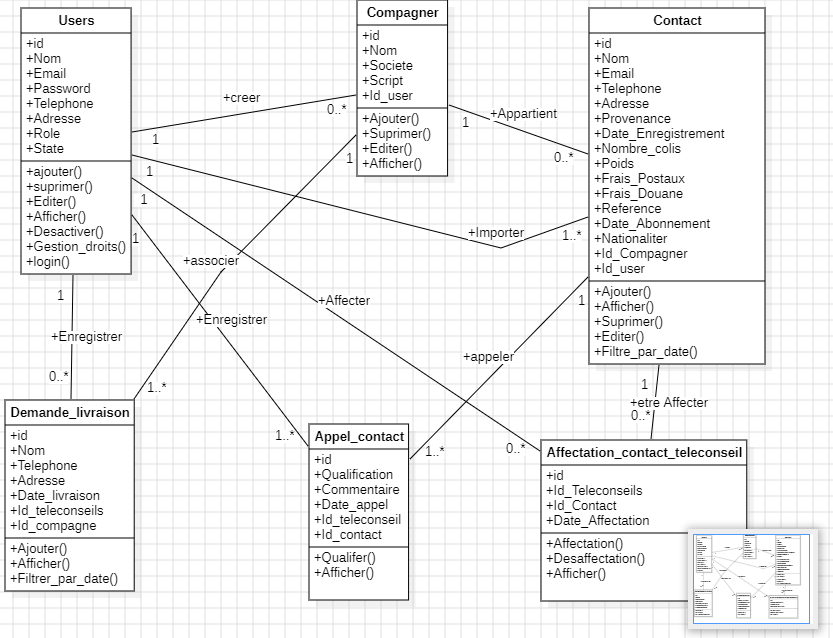 Users
+id
+Nom
+Email
+Password
+Telephone
+Adresse
+Role
+State
+ajouter()
+suprimer()
+Editer()
+Afficher()
+Desactiver()
+Gestion_droits()
+login()
Compagner
+id
+Nom
+Societe
+Script
+Id_user
+Ajouter()
+Suprimer()
+Editer()
+Afficher()
Contact
+id
+Nom
+Email
+Telephone
+Adresse
+Provenance
+Date_Enregistrement
+Nombre_colis
+Poids
+Frais_Postaux
+Frais_Douane
+Reference
+Date_Abonnement
+Nationaliter
+Id_Compagner
+Id_user
+Ajouter()
+Afficher()
+Suprimer()
+Editer()
+Filtre_par_date()
+creer
1
0..*
+Appartient
1
0..*
+Importer
1
1..*
+associer
1
1..*
+Affecter
1
0..*
+Enregistrer
1
1..*
+Enregistrer
1
0..*
+appeler
1
1..*
+etre Affecter
1
0..*
Demande_livraison
+id
+Nom
+Telephone
+Adresse
+Date_livraison
+Id_teleconseils
+Id_compagne
+Ajouter()
+Afficher()
+Filtrer_par_date()
Appel_contact
+id
+Qualification
+Commentaire
+Date_appel
+Id_teleconseil
+Id_contact
+Qualifer()
+Afficher()
Affectation_contact_teleconseil
+id
+Id_Teleconseils
+Id_Contact
+Date_Affectation
+Affectation()
+Desaffectation()
+Afficher()